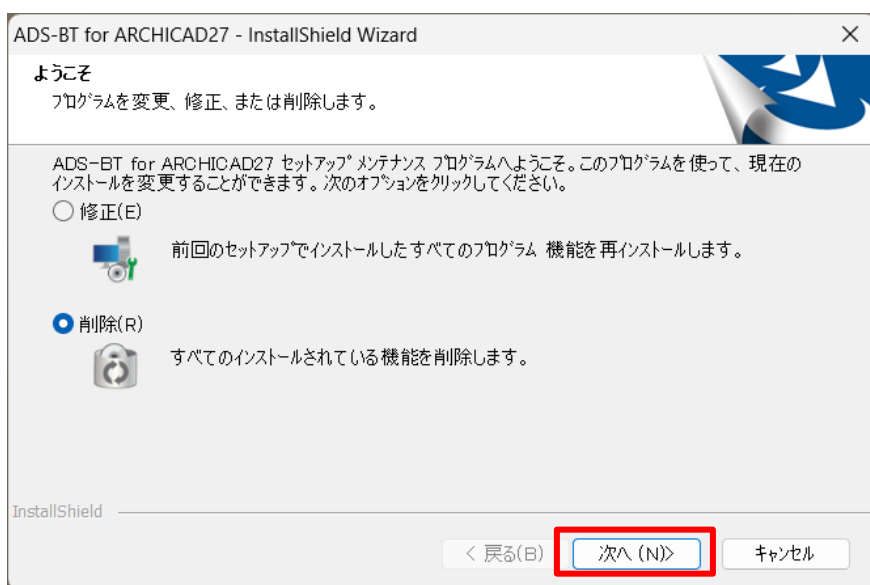 ADS-BT for ARCHICAD27 - InstallShield Wizard
ようこそ
プログラムを変更、修正、または削除します。
ADS-BT for ARCHICAD27 セットアップ メンテナンス プログラムへようこそ。このプログラムを使って、現在の
インストールを変更することができます。次のオプションをクリックしてください。
修正(E)
前回のセットアップでインストールしたすべてのプログラム 機能を再インストールします。
削除(R)
すべてのインストールされている機能を削除します。
InstallShield
< 戻る(B)
次へ (N)>
キャンセル